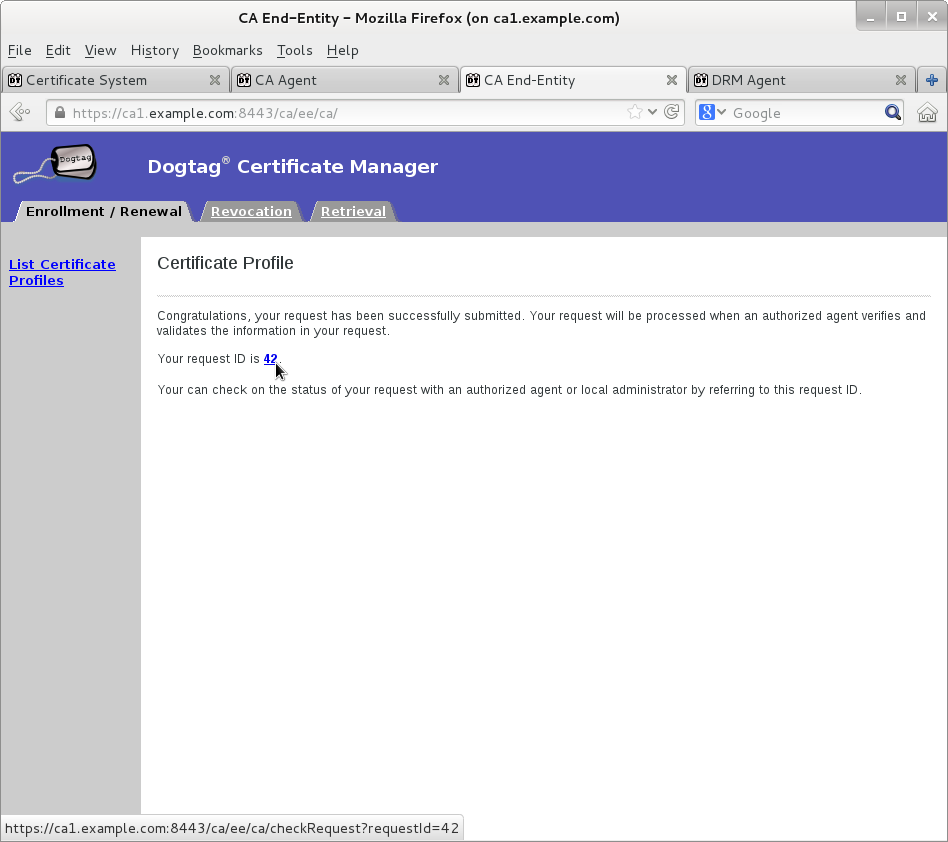 CA End-Entity - Mozilla Firefox (on ca1.example.com)
File Edit View History Bookmarks Tools Help
Certificate System CA Agent CA End-Entity DRM Agent
https://ca1.example.com:8443/ca/ee/ca/ 8 Google
Dogtag
Dogtag® Certificate Manager
Enrollment / Renewal Revocation Retrieval
List Certificate
Profiles
Certificate Profile
Congratulations, your request has been successfully submitted. Your request will be processed when an authorized agent verifies and
validates the information in your request.
Your request ID is 42.
Your can check on the status of your request with an authorized agent or local administrator by referring to this request ID.
https://ca1.example.com:8443/ca/ee/ca/checkRequest?requestId=42